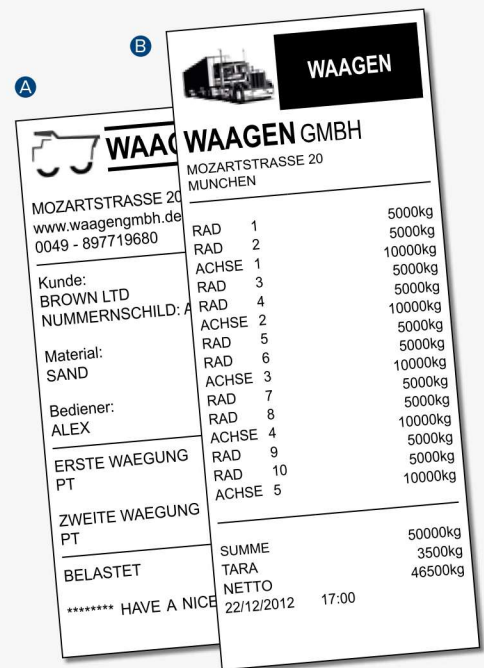 A
WAAG
MOZARTSTRASSE 20
www.waagengmbh.de
0049 - 897719680
Kunde:
BROWN LTD
NUMMERNSCHILD: A
Material:
SAND
Bediener:
ALEX
ERSTE WAEGUNG
PT
ZWEITE WAEGUNG
PT
BELASTET
******** HAVE A NICE
B
WAAGEN
WAAGEN GMBH
MOZARTSTRASSE 20
MUNCHEN
RAD 1 5000kg
RAD 2 5000kg
ACHSE 1 10000kg
RAD 3 5000kg
RAD 4 5000kg
ACHSE 2 10000kg
RAD 5 5000kg
RAD 6 5000kg
ACHSE 3 10000kg
RAD 7 5000kg
RAD 8 5000kg
ACHSE 4 10000kg
RAD 9 5000kg
RAD 10 5000kg
ACHSE 5 10000kg
SUMME 50000kg
TARA 3500kg
NETTO 46500kg
22/12/2012 17:00